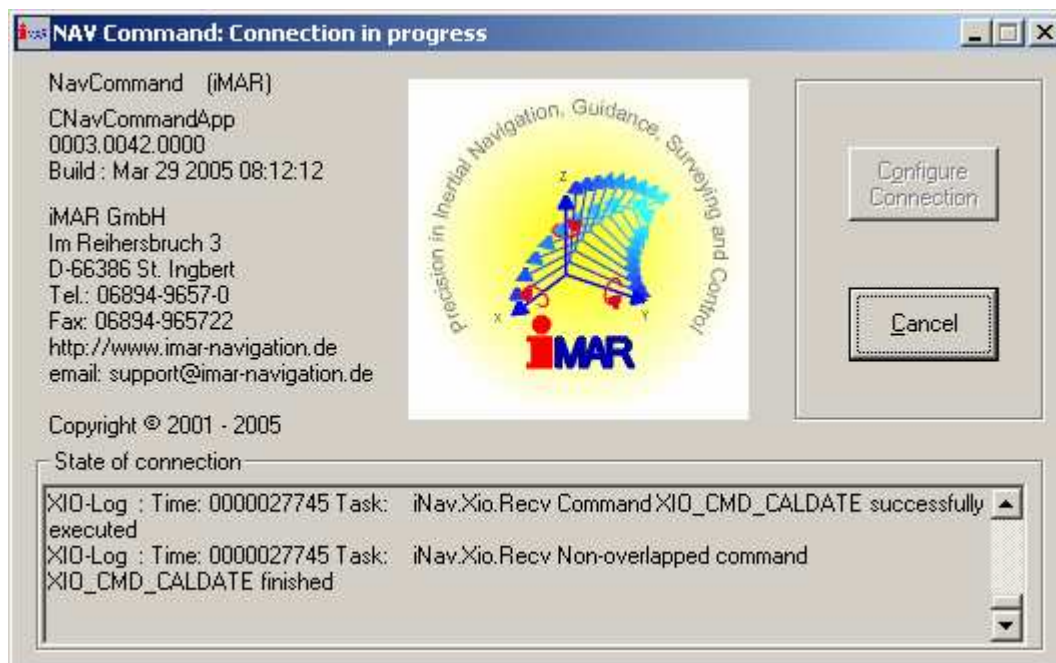 NAV Command: Connection in progress
NavCommand (iMAR)
CNavCommandApp
0003.0042.0000
Build : Mar 29 2005 08:12:12
iMAR GmbH
Im Reihersbruch 3
D-66386 St. Ingbert
Tel.: 06894-9657-0
Fax: 06894-965722
http://www.imar-navigation.de
email: support@imar-navigation.de
Copyright © 2001 - 2005
Precision in Inertial Navigation, Guidance, Surveying and Control
Z
X
Y
iMAR
Configure
Connection
Cancel
State of connection
XIO-Log : Time: 0000027745 Task: iNav.Xio.Recv Command XIO_CMD_CALDATE successfully
executed
XIO-Log : Time: 0000027745 Task: iNav.Xio.Recv Non-overlapped command
XIO_CMD_CALDATE finished